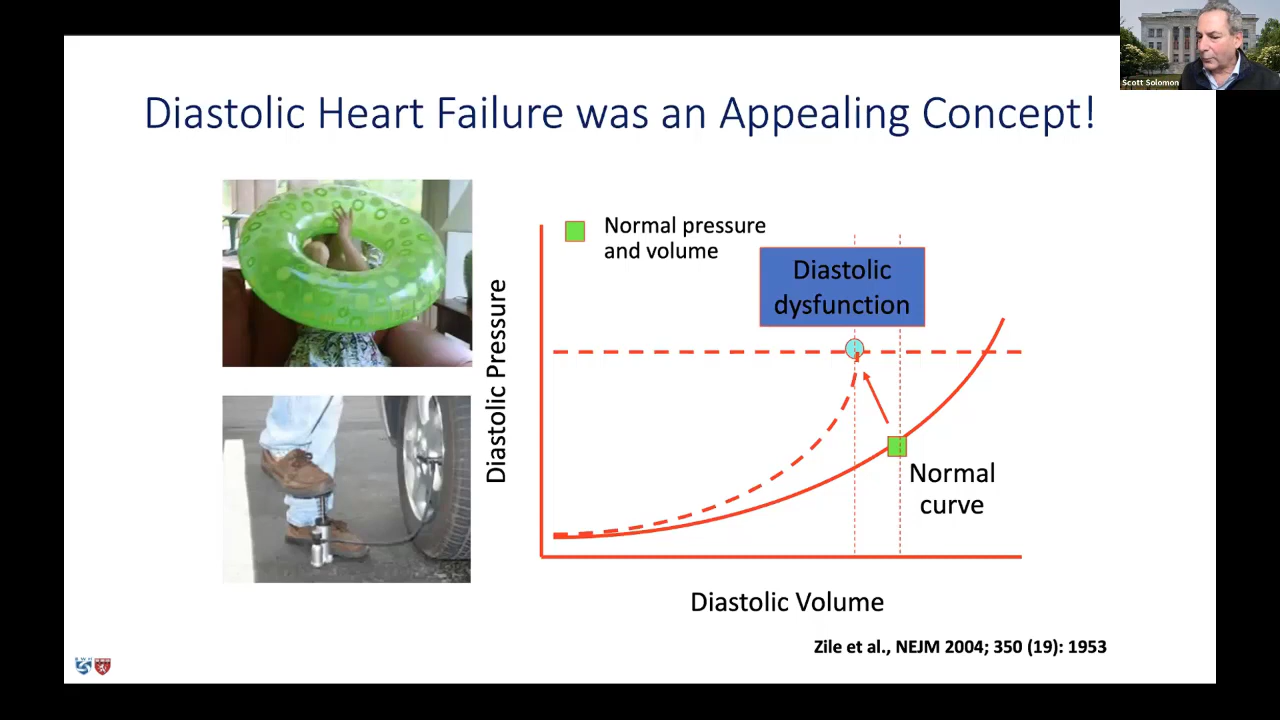 Scott Solomon
Diastolic Heart Failure was an Appealing Concept!
Normal pressure
and volume
Diastolic
dysfunction
Diastolic Pressure
Normal
curve
Diastolic Volume
Zile et al., NEJM 2004; 350 (19): 1953
BWH